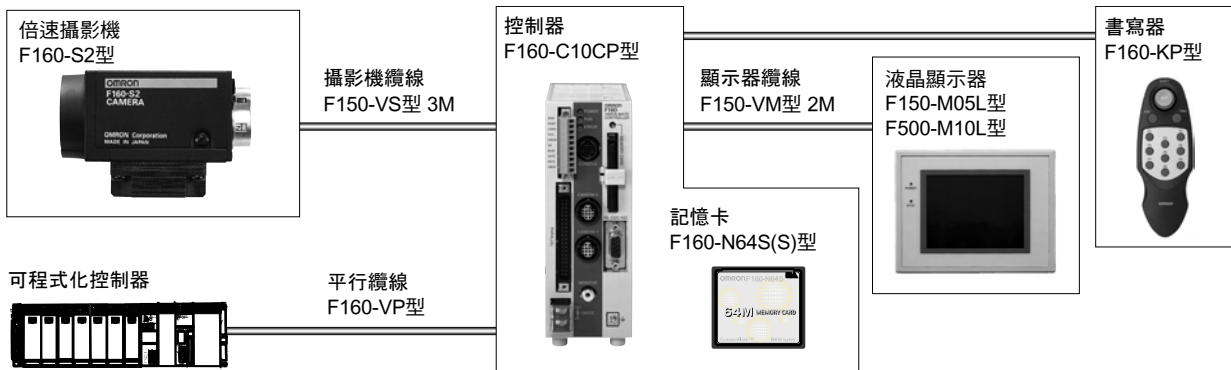 倍速攝影機
F160-S2型
OMRON
F160-S2
CAMERA
OMRON Corporation
MADE IN JAPAN
攝影機纜線
F150-VS型 3M
控制器
F160-C10CP型
OMRON
F160
顯示器纜線
F150-VM型 2M
液晶顯示器
F150-M05L型
F500-M10L型
書寫器
F160-KP型
記憶卡
F160-N64S(S)型
OMRON F160-N64S
64M MEMORY CARD
可程式化控制器
平行纜線
F160-VP型